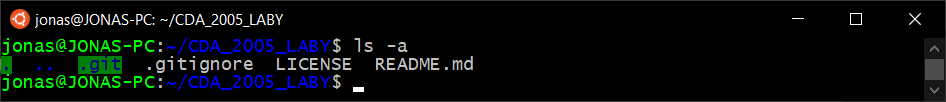 jonas@JONAS-PC: ~/CDA_2005_LABY
jonas@JONAS-PC:~/CDA_2005_LABY$ ls -a
.  ..  .git  .gitignore  LICENSE  README.md
jonas@JONAS-PC:~/CDA_2005_LABY$